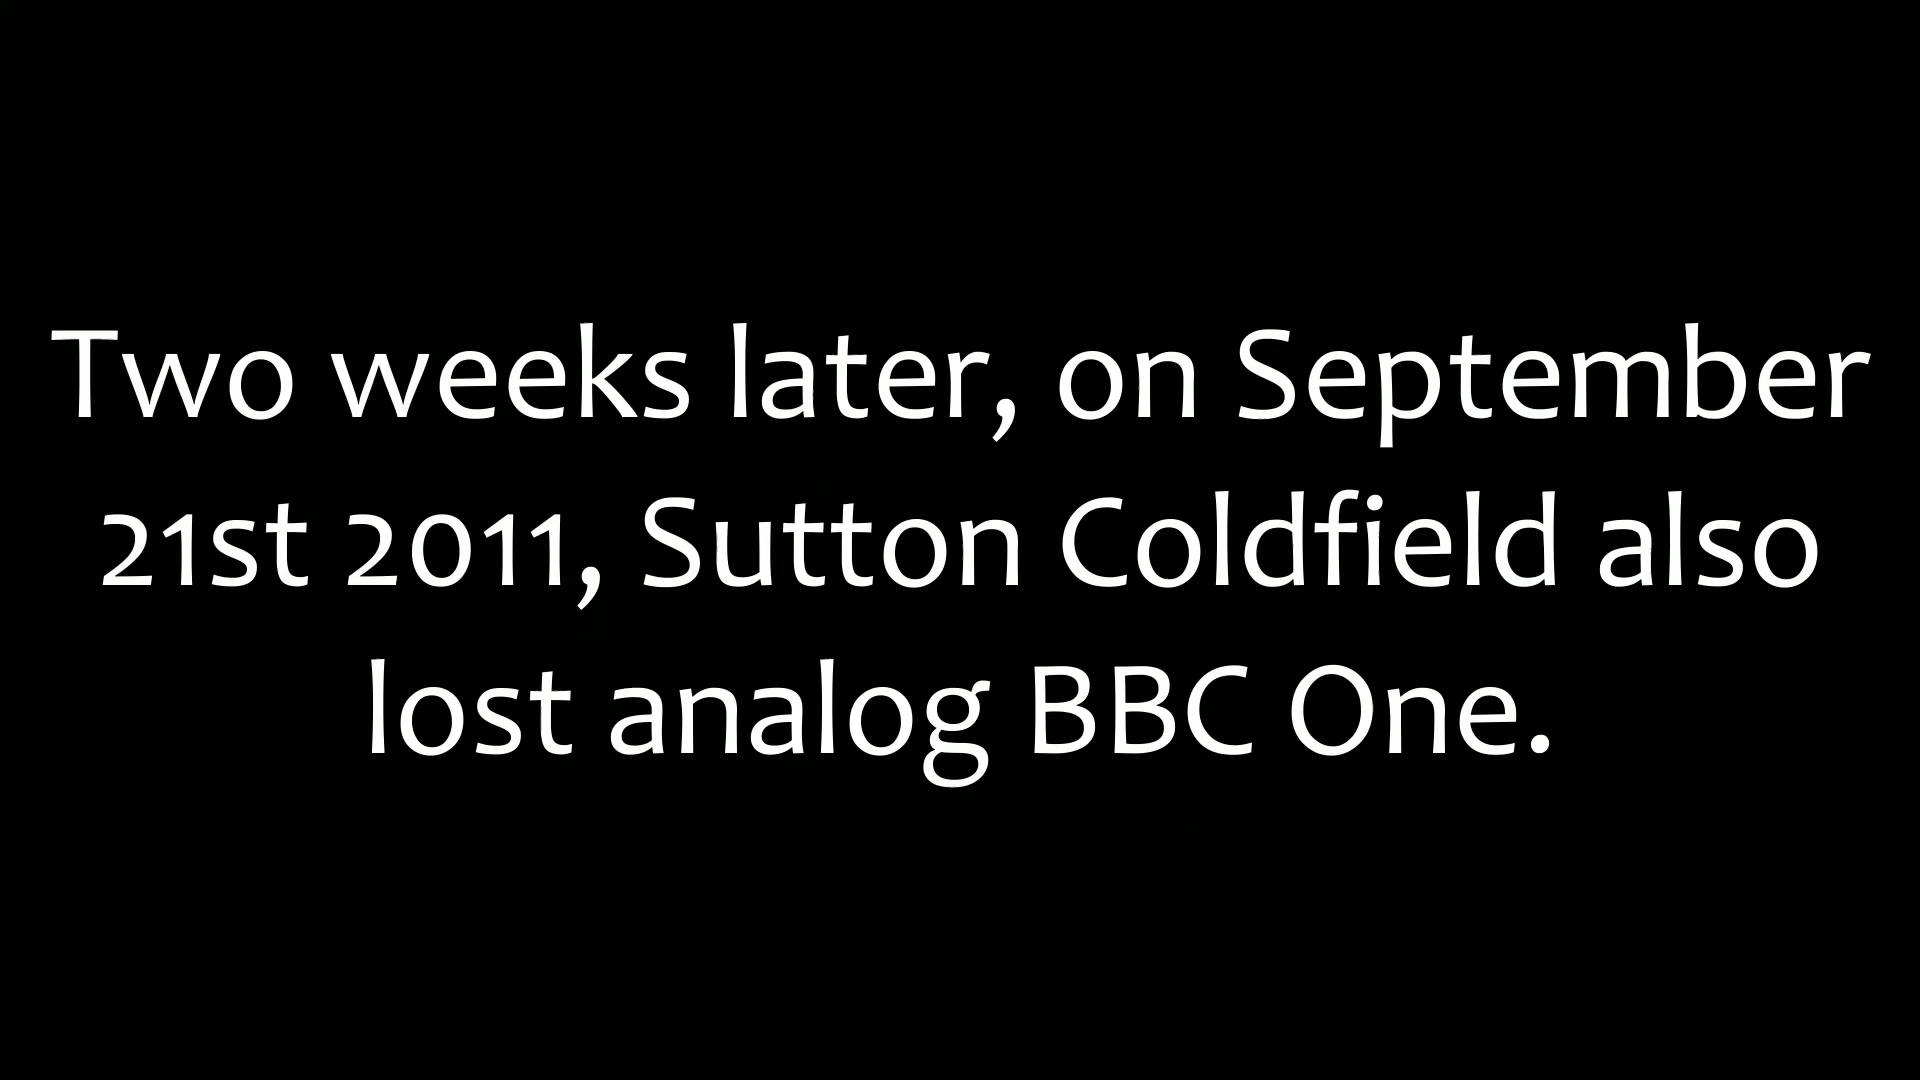 Two weeks later, on September
21st 2011, Sutton Coldfield also
lost analog BBC One.